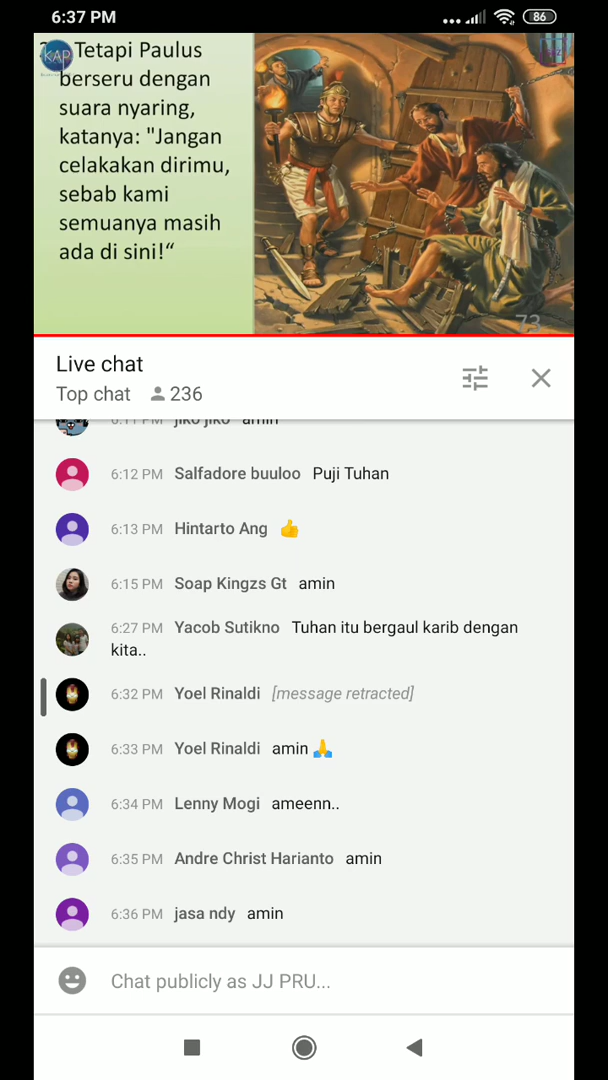 6:37 PM
86
KAP
Tetapi Paulus
berseru dengan
suara nyaring,
katanya: "Jangan
celakakan dirimu,
sebab kami
semuanya masih
ada di sini!“
73
Live chat
Top chat 236
6:11 PM jiko jiko amin
6:12 PM Salfadore buuloo Puji Tuhan
6:13 PM Hintarto Ang 👍
6:15 PM Soap Kingzs Gt amin
6:27 PM Yacob Sutikno Tuhan itu bergaul karib dengan
kita..
6:32 PM Yoel Rinaldi [message retracted]
6:33 PM Yoel Rinaldi amin 🙏
6:34 PM Lenny Mogi ameenn..
6:35 PM Andre Christ Harianto amin
6:36 PM jasa ndy amin
Chat publicly as JJ PRU...